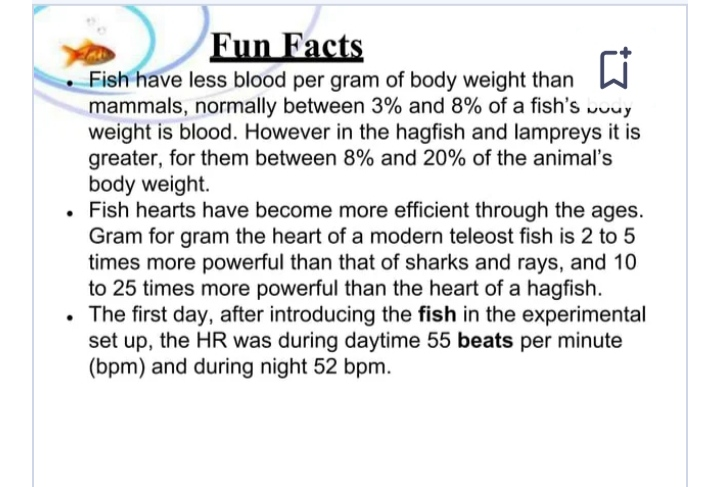 Fun Facts
• Fish have less blood per gram of body weight than
mammals, normally between 3% and 8% of a fish's body
weight is blood. However in the hagfish and lampreys it is
greater, for them between 8% and 20% of the animal's
body weight.
• Fish hearts have become more efficient through the ages.
Gram for gram the heart of a modern teleost fish is 2 to 5
times more powerful than that of sharks and rays, and 10
to 25 times more powerful than the heart of a hagfish.
• The first day, after introducing the fish in the experimental
set up, the HR was during daytime 55 beats per minute
(bpm) and during night 52 bpm.